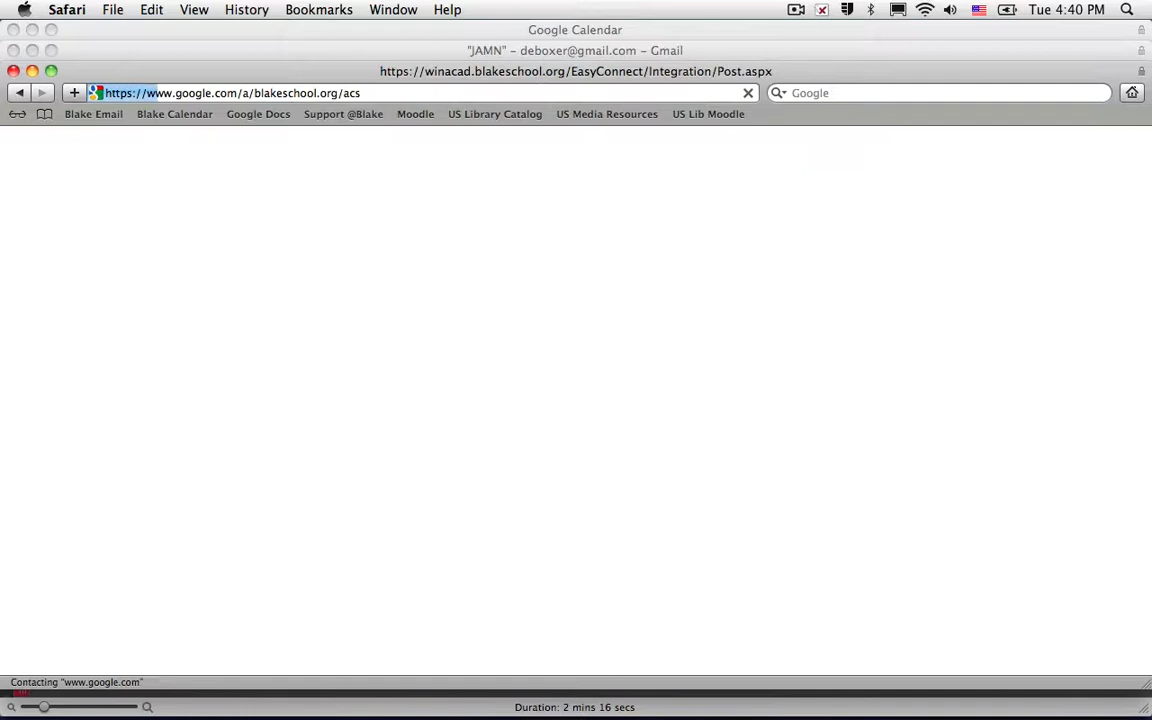 Safari File Edit View History Bookmarks Window Help Tue 4:40 PM
Google Calendar
"JAMN" – deboxer@gmail.com – Gmail
https://winacad.blakeschool.org/EasyConnect/Integration/Post.aspx
https://www.google.com/a/blakeschool.org/acs Google
Blake Email Blake Calendar Google Docs Support @Blake Moodle US Library Catalog US Media Resources US Lib Moodle
Contacting "www.google.com"
Duration: 2 mins 16 secs